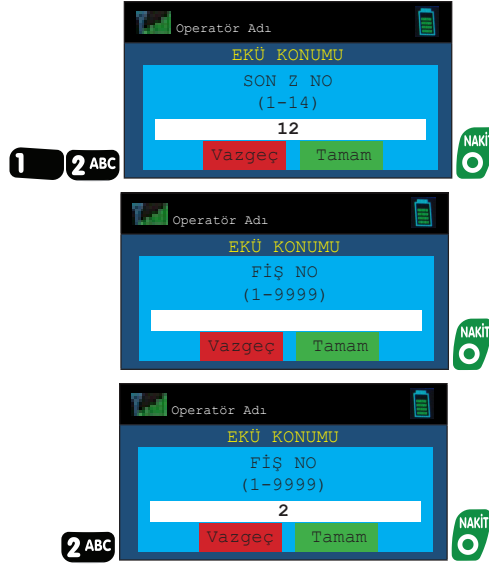 Operatör Adı
EKÜ KONUMU
SON Z NO
(1-14)
12
Vazgeç Tamam
1 2 ABC
NAKİT
Operatör Adı
EKÜ KONUMU
FİŞ NO
(1-9999)
Vazgeç Tamam
NAKİT
Operatör Adı
EKÜ KONUMU
FİŞ NO
(1-9999)
2
Vazgeç Tamam
2 ABC
NAKİT